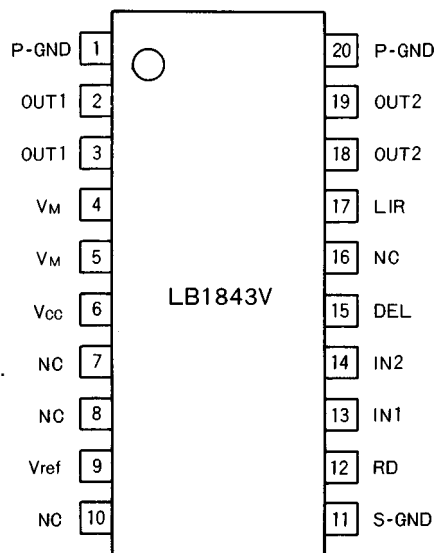 P-GND 1 20 P-GND
OUT1 2 19 OUT2
OUT1 3 18 OUT2
VM 4 17 LIR
VM 5 16 NC
LB1843V
Vcc 6 15 DEL
NC 7 14 IN2
NC 8 13 IN1
Vref 9 12 RD
NC 10 11 S-GND